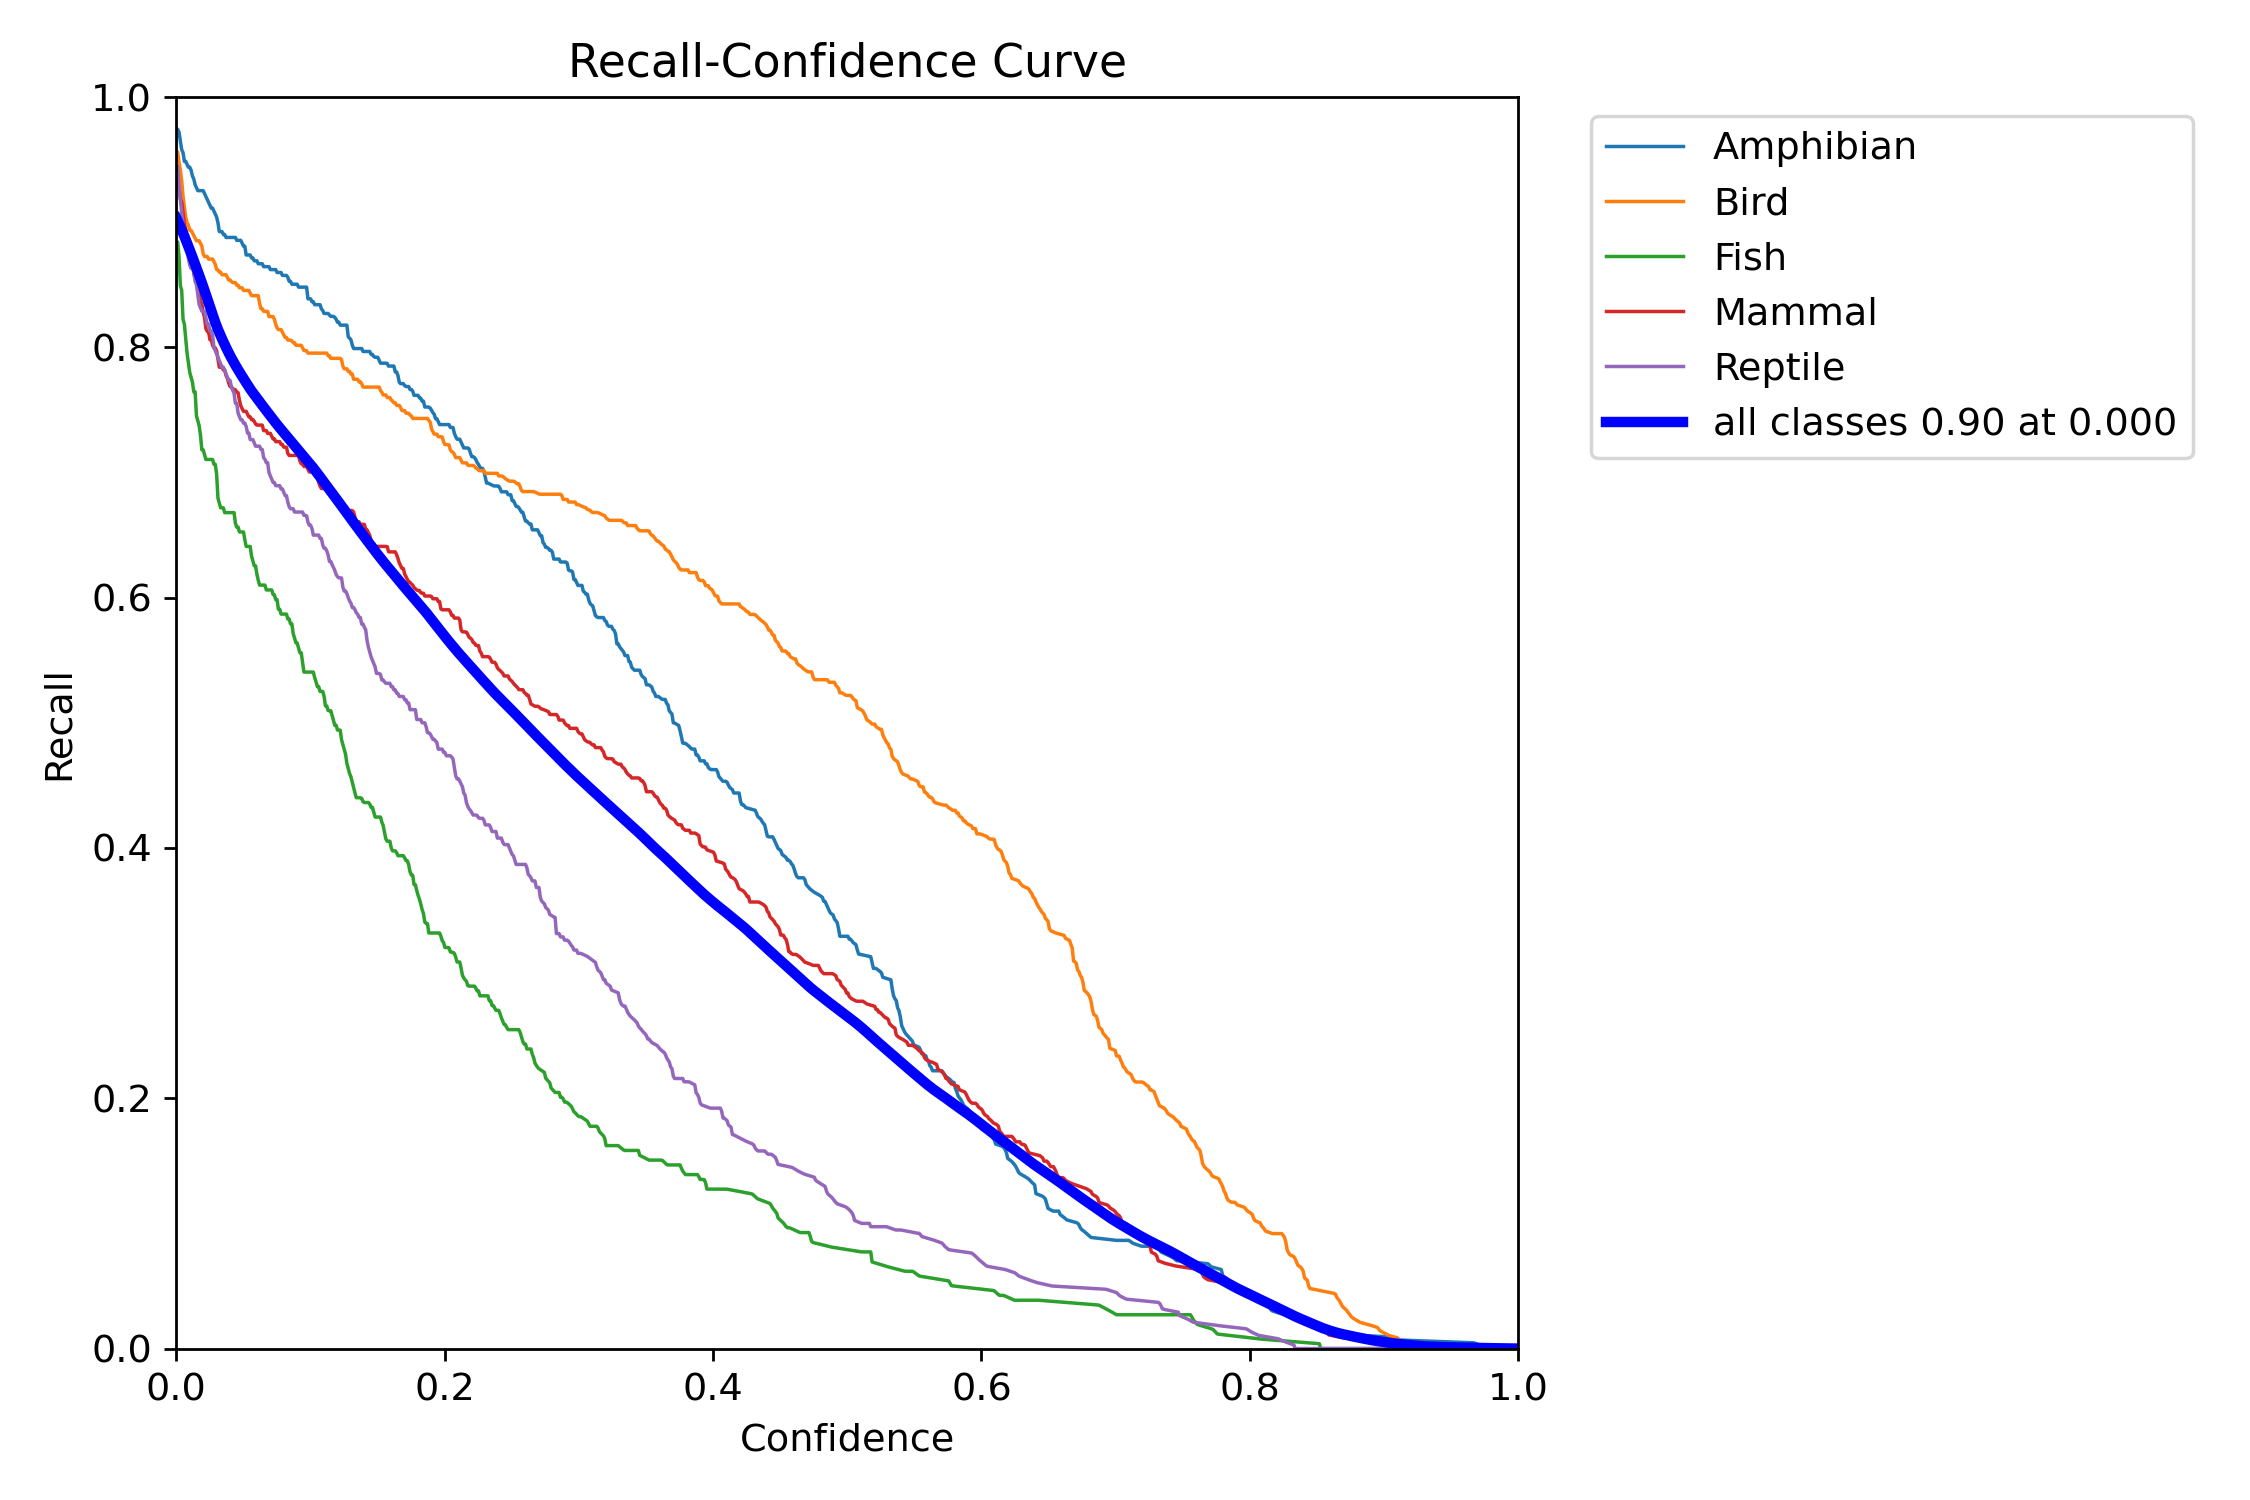 Recall-Confidence Curve
1.0
0.8
0.6
0.4
0.2
0.0
Recall
0.0 0.2 0.4 0.6 0.8 1.0
Confidence
Amphibian
Bird
Fish
Mammal
Reptile
all classes 0.90 at 0.000